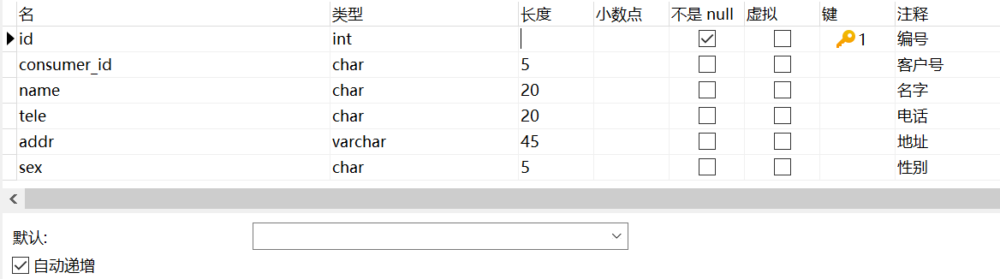 名 类型 长度 小数点 不是 null 虚拟 键 注释
id int 1 编号
consumer_id char 5 客户号
name char 20 名字
tele char 20 电话
addr varchar 45 地址
sex char 5 性别
默认:
自动递增